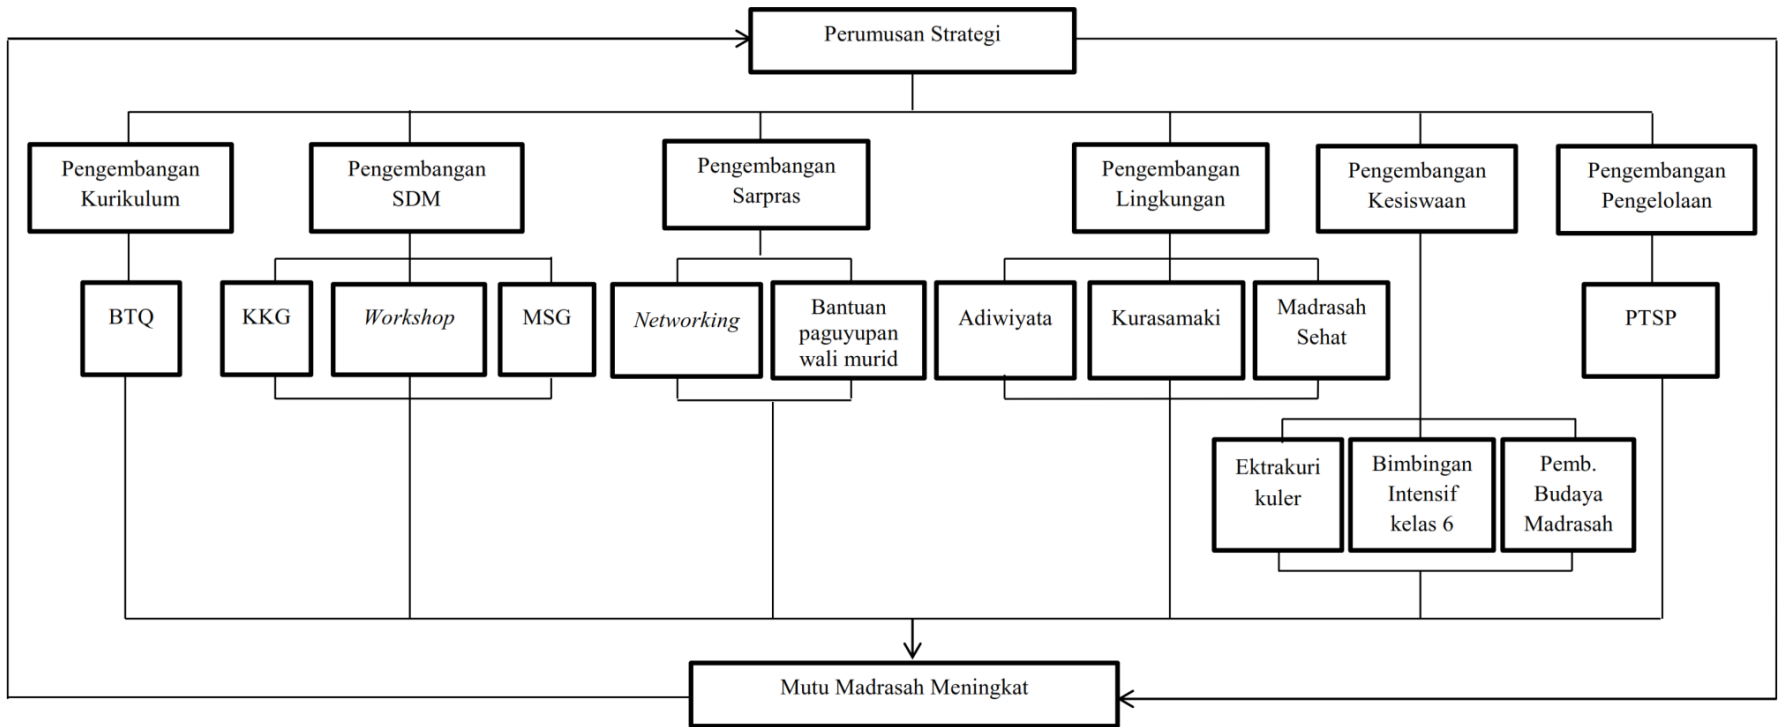 Perumusan Strategi
Pengembangan
Kurikulum
Pengembangan
SDM
Pengembangan
Sarpras
Pengembangan
Lingkungan
Pengembangan
Kesiswaan
Pengembangan
Pengelolaan
BTQ
KKG
Workshop
MSG
Networking
Bantuan
paguyupan
wali murid
Adiwiyata
Kurasamaki
Madrasah
Sehat
PTSP
Ektrakuri
kuler
Bimbingan
Intensif
kelas 6
Pemb.
Budaya
Madrasah
Mutu Madrasah Meningkat